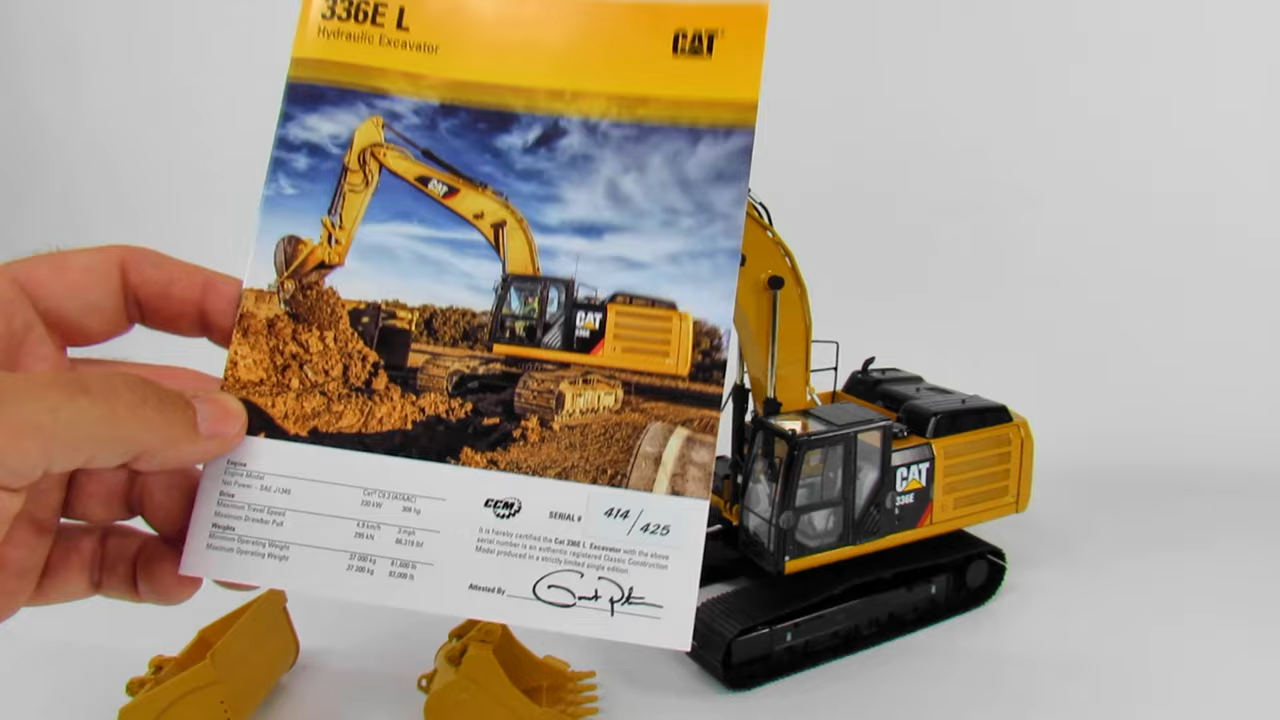 336E L
Hydraulic Excavator
CAT
CAT
CAT
336E
Engine
Engine Model Cat® C9.3 (ATAAC)
Net Power – SAE J1349 230 kW 308 hp
Drive
Maximum Travel Speed 4.9 km/h 3 mph
Maximum Drawbar Pull 295 kN 66,319 lbf
Weights
Minimum Operating Weight 37 000 kg 81,600 lb
Maximum Operating Weight 37 200 kg 82,000 lb
CCM
SERIAL # 414/425
It is hereby certified the Cat 336E L Excavator with the above
serial number is an authentic registered Classic Construction
Model produced in a strictly limited single edition.
Attested By
CAT
336E
L